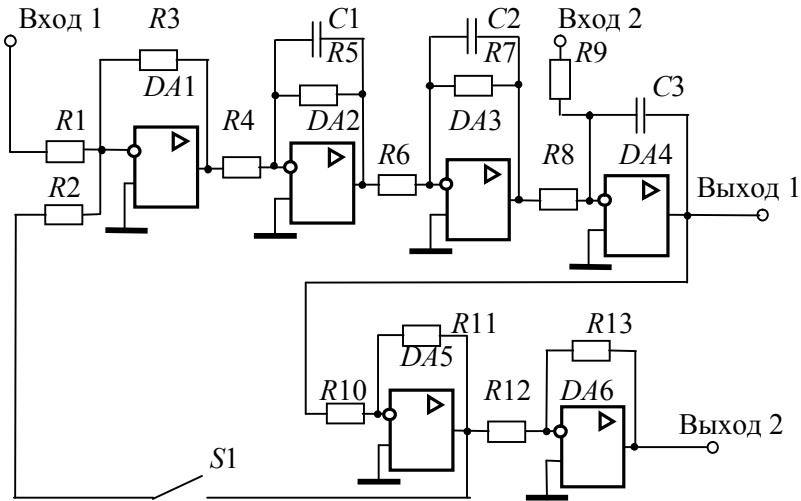 Вход 1
R3
C1
C2
Вход 2
R5
R7
R9
DA1
DA2
DA3
C3
R1
R4
R6
R8
DA4
R2
Выход 1
R11
R13
DA5
R10
R12
DA6
Выход 2
S1